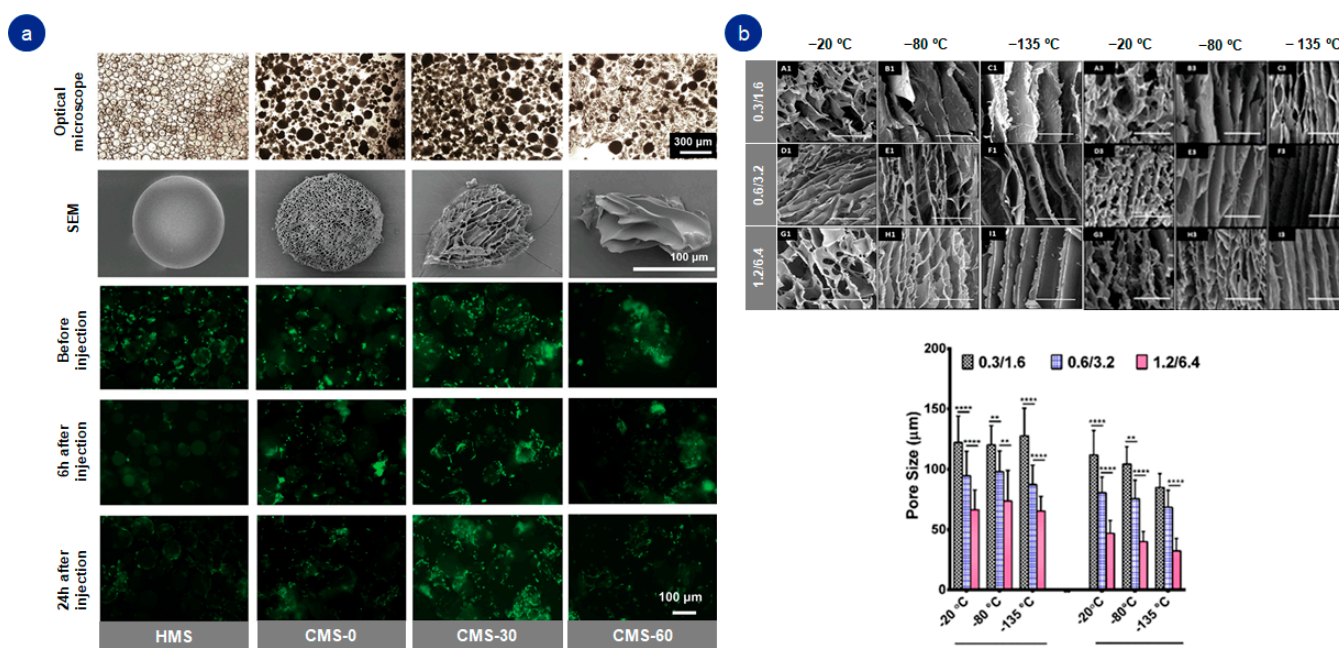 a
Optical
microscope
300 µm
SEM
100 µm
Before
injection
6h after
injection
24h after
injection
100 µm
HMS CMS-0 CMS-30 CMS-60
b
−20 °C −80 °C −135 °C −20 °C −80 °C −135 °C
0.3/1.6
A1 B1 C1 A3 B3 C3
0.6/3.2
D1 E1 F1 D3 E3 F3
1.2/6.4
G1 H1 I1 G3 H3 I3
0.3/1.6 0.6/3.2 1.2/6.4
Pore Size (µm)
200
150
100
50
0
**** ** **** **** **
**** ** **** **** **** ****
-20 °C -80 °C -135 °C -20°C -80°C -135 °C